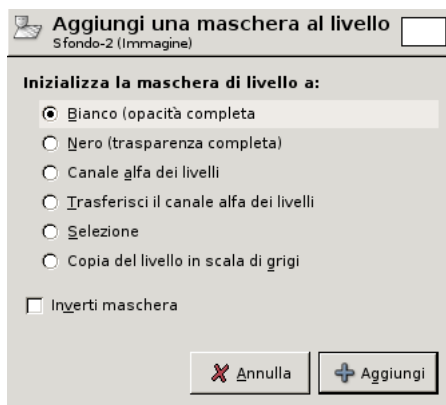 Aggiungi una maschera al livello
Sfondo-2 (Immagine)
Inizializza la maschera di livello a:
Bianco (opacità completa
Nero (trasparenza completa)
Canale alfa dei livelli
Trasferisci il canale alfa dei livelli
Selezione
Copia del livello in scala di grigi
Inverti maschera
Annulla
Aggiungi